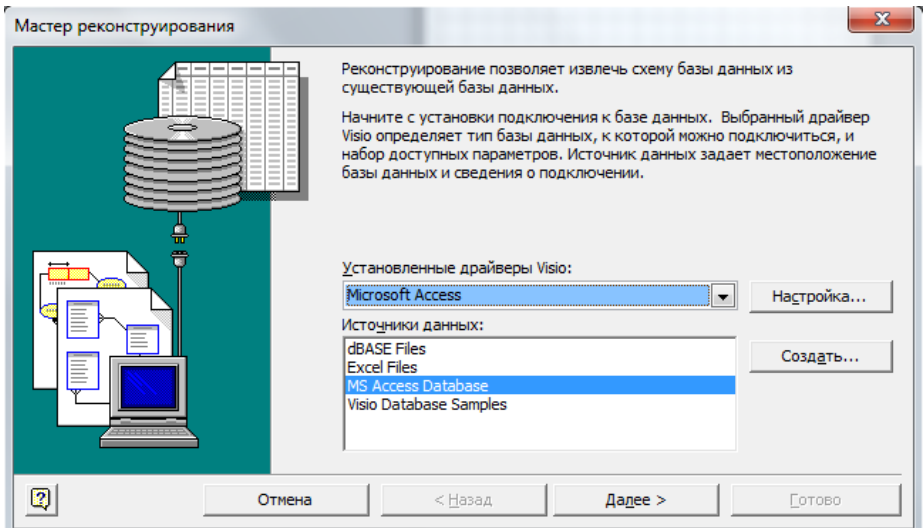 Мастер реконструирования
Реконструирование позволяет извлечь схему базы данных из
существующей базы данных.
Начните с установки подключения к базе данных. Выбранный драйвер
Visio определяет тип базы данных, к которой можно подключиться, и
набор доступных параметров. Источник данных задает местоположение
базы данных и сведения о подключении.
Установленные драйверы Visio:
Microsoft Access
Настройка...
Источники данных:
dBASE Files
Excel Files
MS Access Database
Visio Database Samples
Создать...
Отмена
< Назад
Далее >
Готово